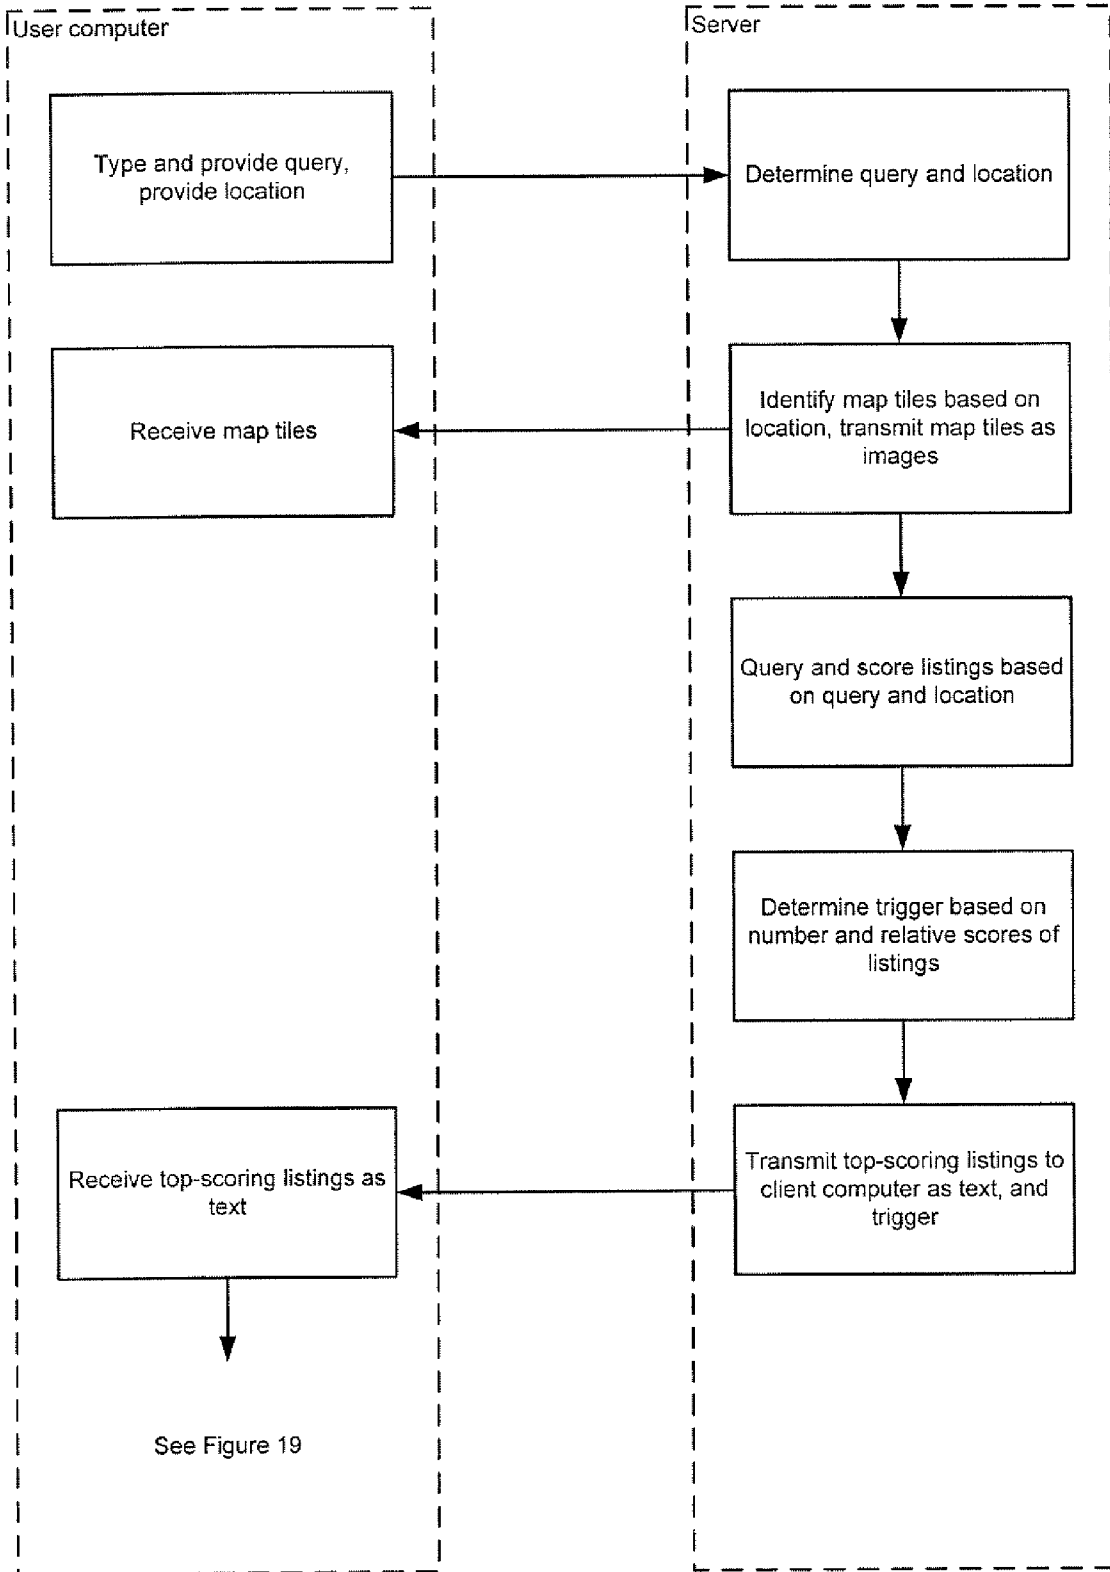 User computer
Server
Type and provide query,
provide location
Determine query and location
Receive map tiles
Identify map tiles based on
location, transmit map tiles as
images
Query and score listings based
on query and location
Determine trigger based on
number and relative scores of
listings
Receive top-scoring listings as
text
Transmit top-scoring listings to
client computer as text, and
trigger
See Figure 19